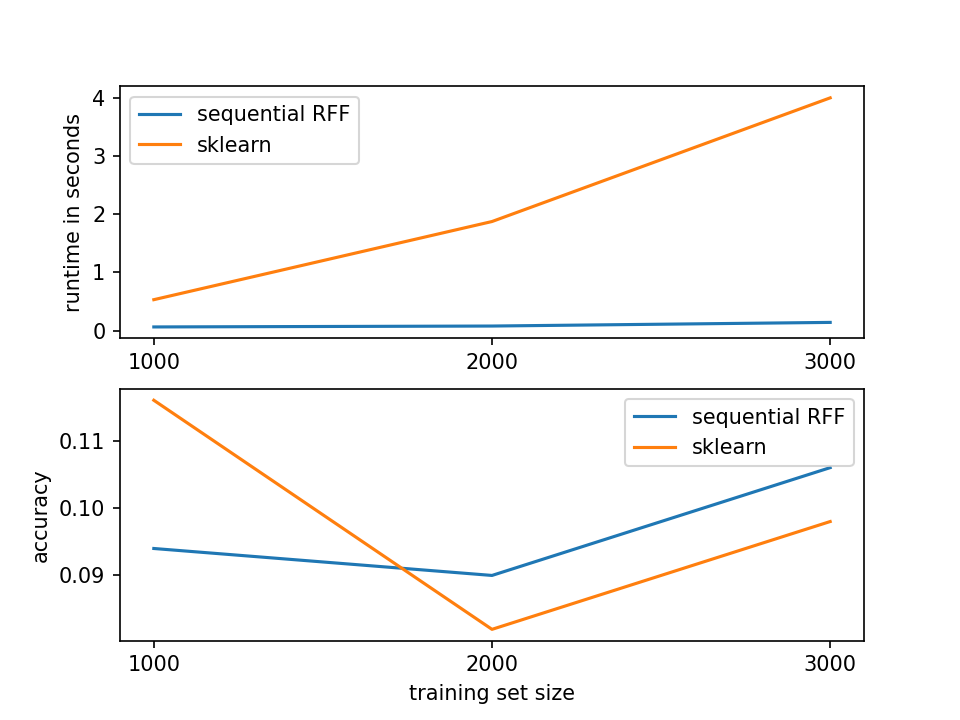 runtime in seconds
4
3
2
1
0
sequential RFF
sklearn
1000 2000 3000
accuracy
0.11
0.10
0.09
sequential RFF
sklearn
1000 2000 3000
training set size